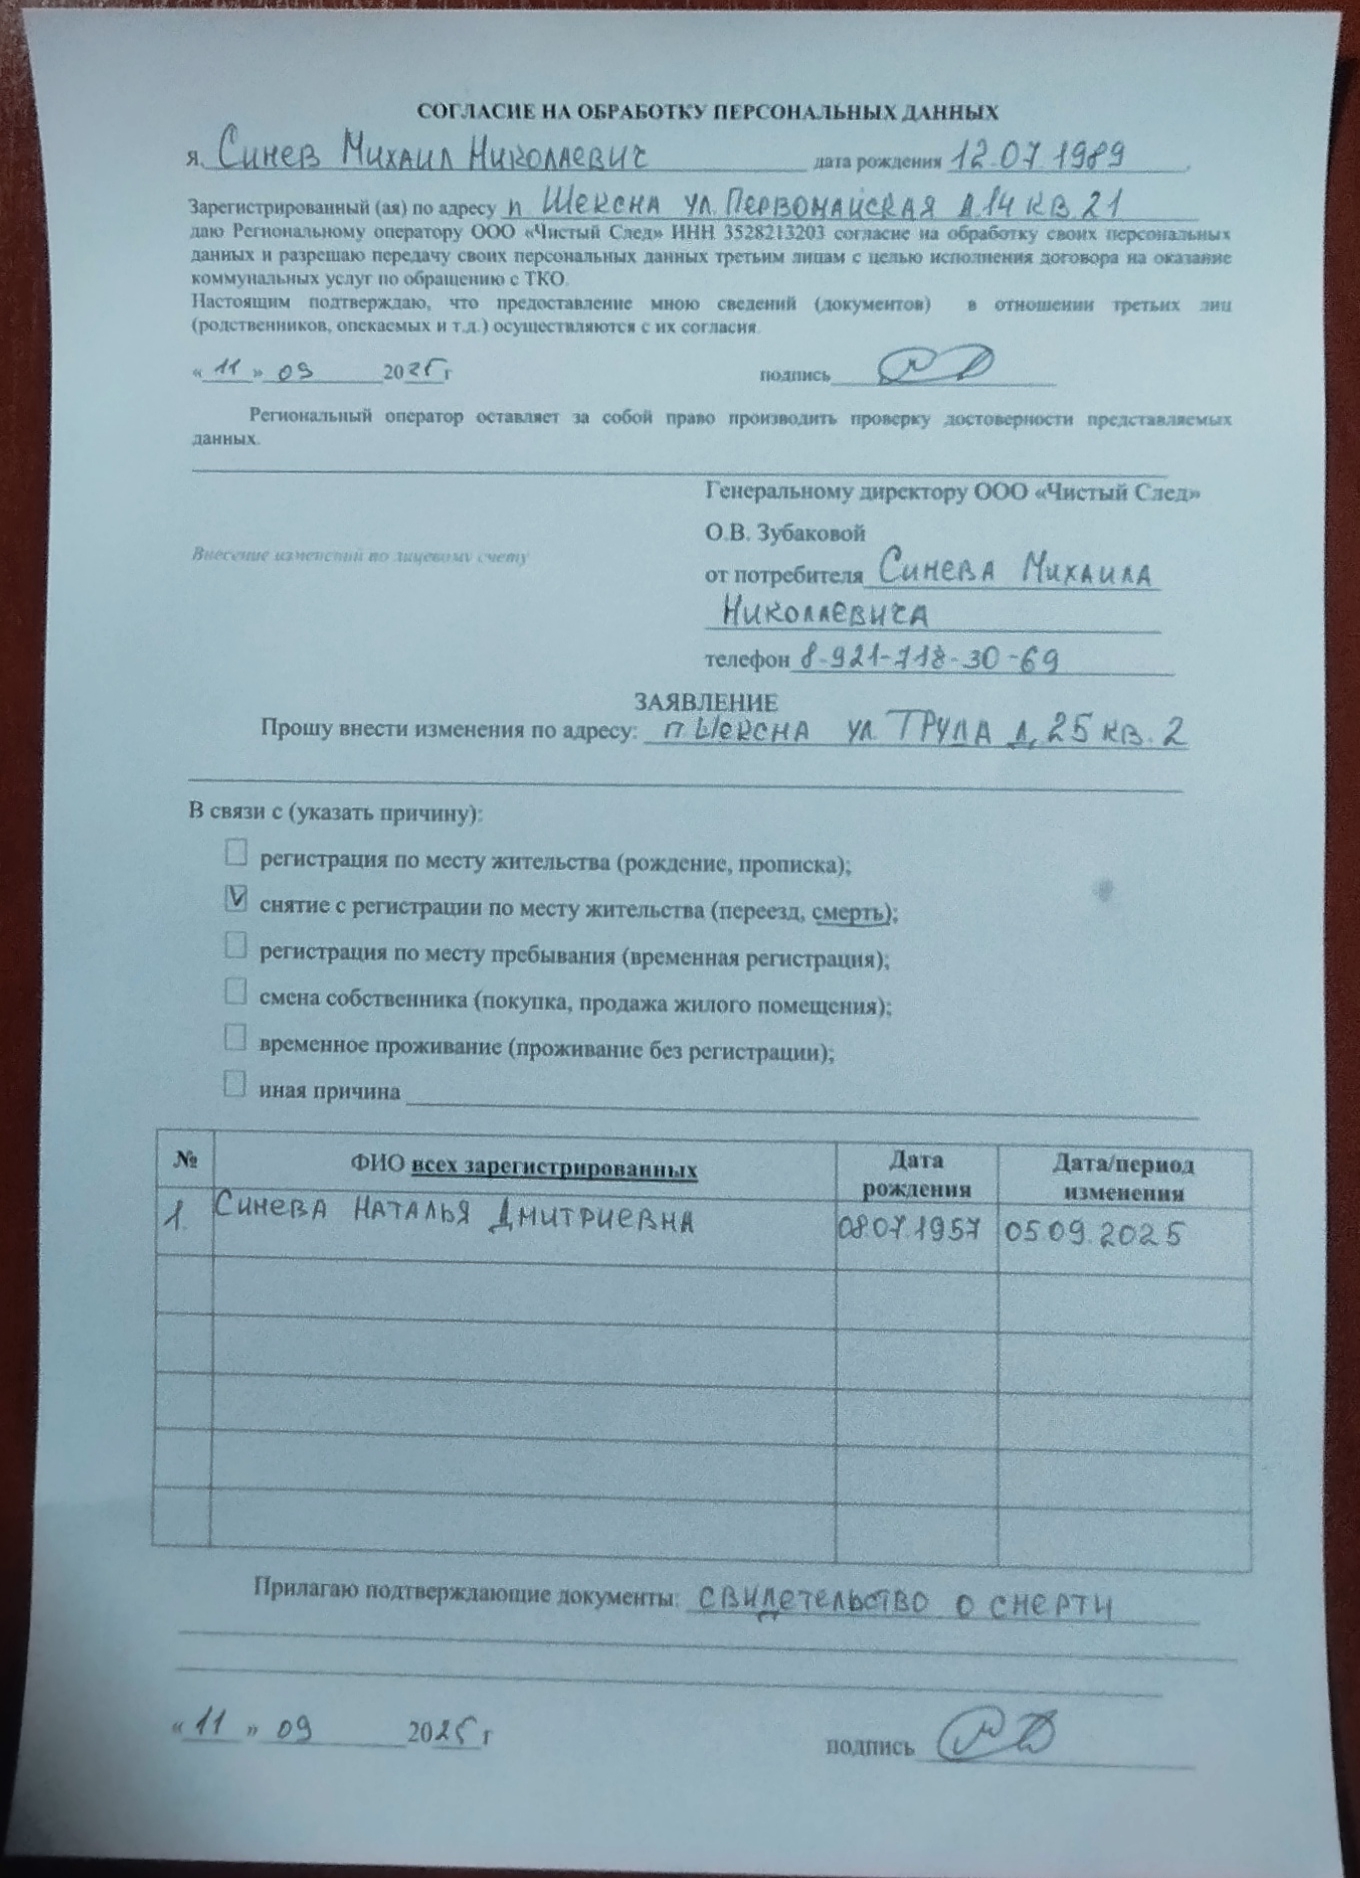 СОГЛАСИЕ НА ОБРАБОТКУ ПЕРСОНАЛЬНЫХ ДАННЫХ
я, Синев Михаил Николаевич дата рождения 12.07.1989
Зарегистрированный (ая) по адресу п Шексна ул. Первомайская д.14 кв.21
даю Региональному оператору ООО «Чистый След» ИНН 3528213203 согласие на обработку своих персональных
данных и разрешаю передачу своих персональных данных третьим лицам с целью исполнения договора на оказание
коммунальных услуг по обращению с ТКО.
Настоящим подтверждаю, что предоставление мною сведений (документов) в отношении третьих лиц
(родственников, опекаемых и т.д.) осуществляются с их согласия.
« 11 » 09 2025 г подпись
Региональный оператор оставляет за собой право производить проверку достоверности представляемых
данных.
Генеральному директору ООО «Чистый След»
О.В. Зубаковой
Внесение изменений по лицевому счету
от потребителя Синева Михаила
Николаевича
телефон 8-921-718-30-69
ЗАЯВЛЕНИЕ
Прошу внести изменения по адресу: п Шексна ул. Труда д.25 кв.2
В связи с (указать причину):
регистрация по месту жительства (рождение, прописка);
V снятие с регистрации по месту жительства (переезд, смерть);
регистрация по месту пребывания (временная регистрация);
смена собственника (покупка, продажа жилого помещения);
временное проживание (проживание без регистрации);
иная причина
№ ФИО всех зарегистрированных Дата рождения Дата/период изменения
1. Синева Наталья Дмитриевна 08.07.1957 05.09.2025
Прилагаю подтверждающие документы: свидетельство о смерти
« 11 » 09 2025 г подпись